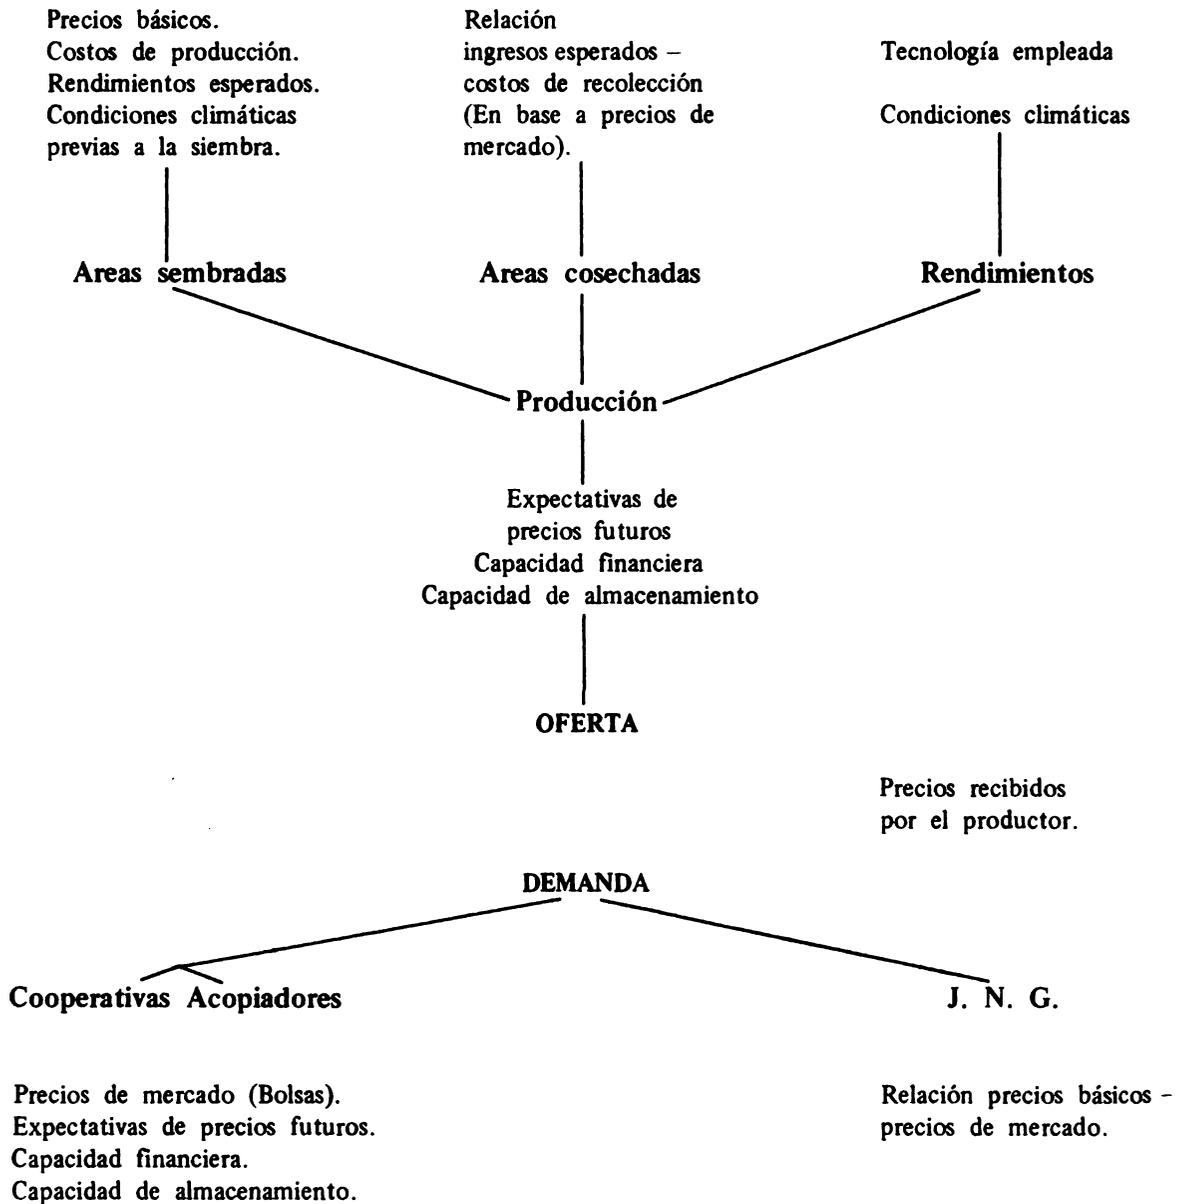 Precios básicos.
Costos de producción.
Rendimientos esperados.
Condiciones climáticas
previas a la siembra.
Relación
ingresos esperados –
costos de recolección
(En base a precios de
mercado).
Tecnología empleada
Condiciones climáticas
Areas sembradas
Areas cosechadas
Rendimientos
Producción
Expectativas de
precios futuros
Capacidad financiera
Capacidad de almacenamiento
OFERTA
Precios recibidos
por el productor.
DEMANDA
Cooperativas Acopiadores
J. N. G.
Precios de mercado (Bolsas).
Expectativas de precios futuros.
Capacidad financiera.
Capacidad de almacenamiento.
Relación precios básicos -
precios de mercado.